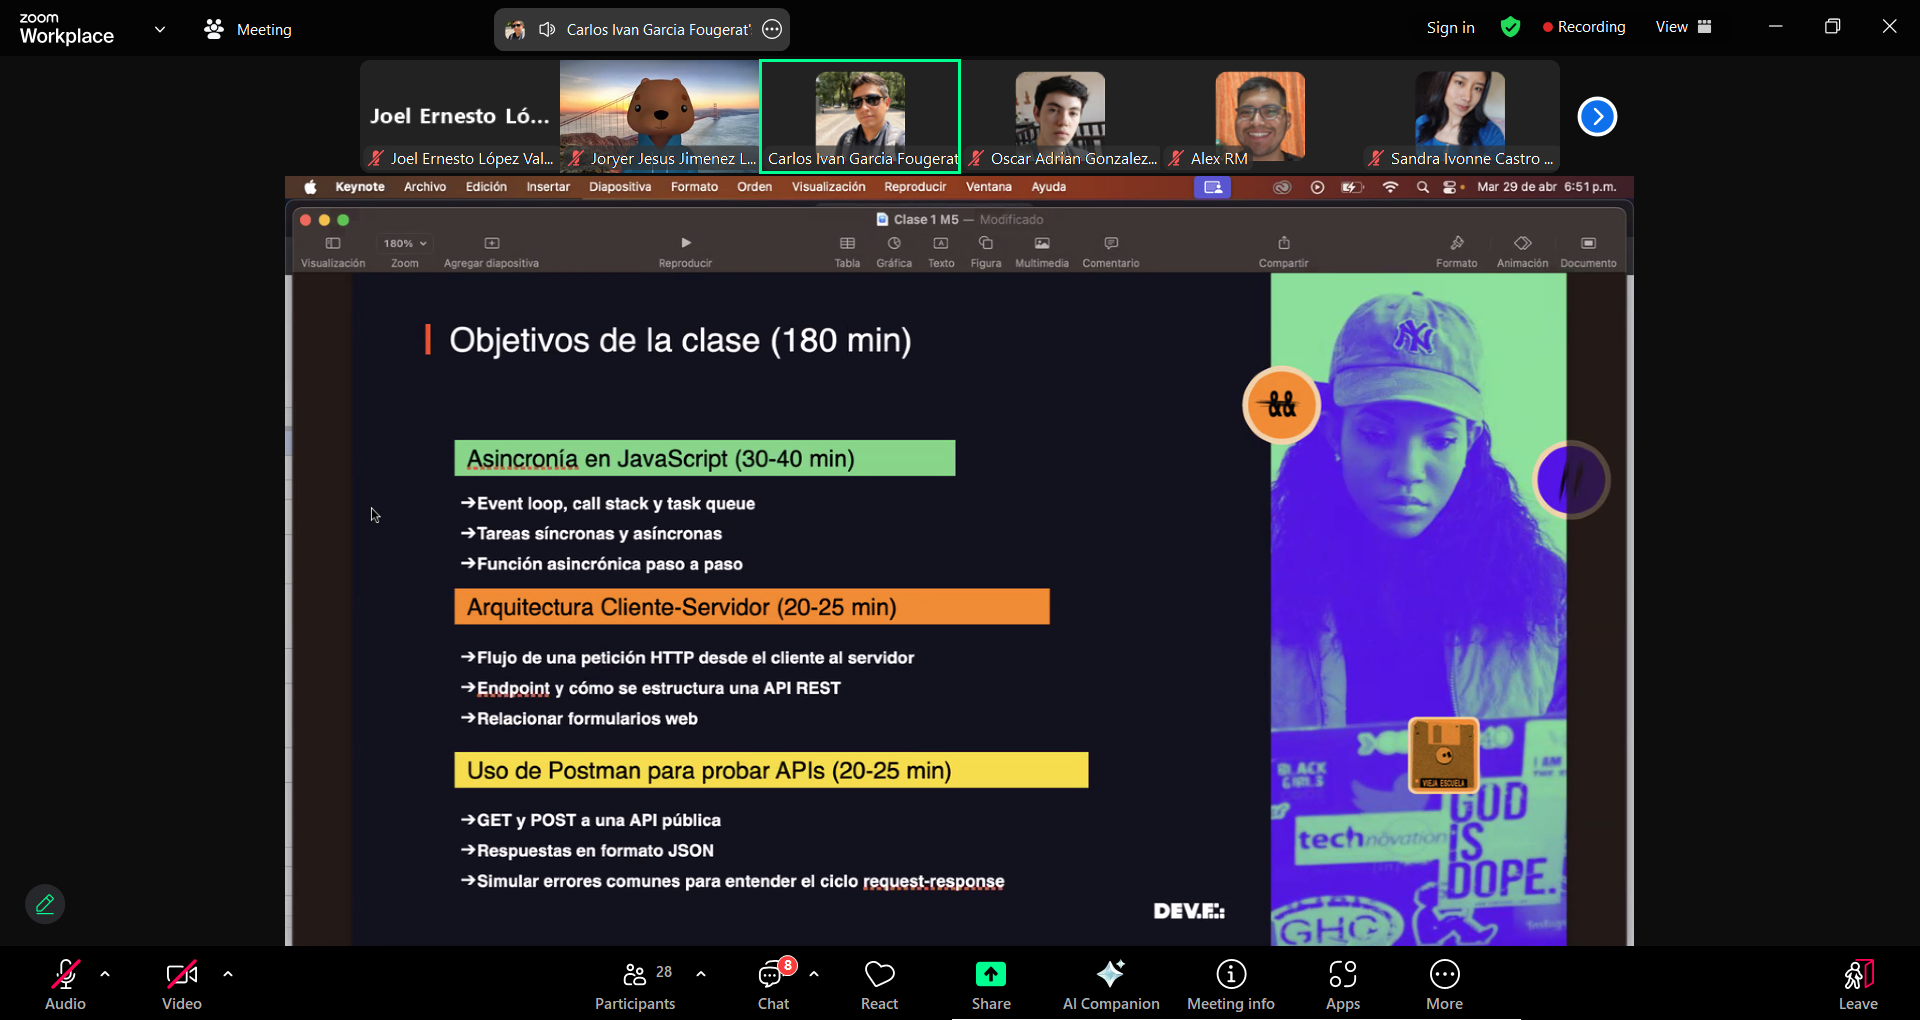 zoom
Workplace
Meeting
Carlos Ivan Garcia Fougerat'
Sign in
Recording
View
Joel Ernesto Ló...
Joel Ernesto López Val...
Joryer Jesus Jimenez L...
Carlos Ivan Garcia Fougerat
Oscar Adrian Gonzalez...
Alex RM
Sandra Ivonne Castro ...
Keynote Archivo Edición Insertar Diapositiva Formato Orden Visualización Reproducir Ventana Ayuda
Mar 29 de abr 6:51 p.m.
Clase 1 M5 — Modificado
180%
Visualización Zoom Agregar diapositiva Reproducir Tabla Gráfica Texto Figura Multimedia Comentario Compartir Formato Animación Documento
Objetivos de la clase (180 min)
&&
Asincronía en JavaScript (30-40 min)
→Event loop, call stack y task queue
→Tareas síncronas y asíncronas
→Función asincrónica paso a paso
Arquitectura Cliente-Servidor (20-25 min)
→Flujo de una petición HTTP desde el cliente al servidor
→Endpoint y cómo se estructura una API REST
→Relacionar formularios web
Uso de Postman para probar APIs (20-25 min)
→GET y POST a una API pública
→Respuestas en formato JSON
→Simular errores comunes para entender el ciclo request-response
DEV.F.:
NY
VIEJA ESCUELA
BLACK
GIRLS
I AM
technovation
GOD
IS
DOPE.
GHC
Audio
Video
28
Participants
8
Chat
React
Share
AI Companion
Meeting info
Apps
More
Leave